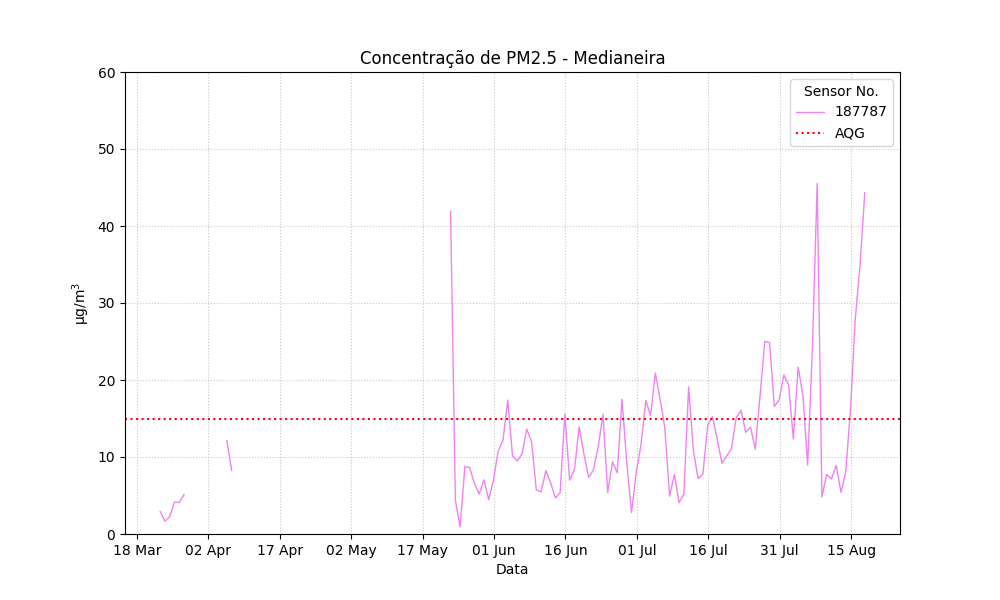 Concentração de PM2.5 - Medianeira
60
50
40
30
20
10
0
µg/m³
Sensor No.
187787
AQG
18 Mar 02 Apr 17 Apr 02 May 17 May 01 Jun 16 Jun 01 Jul 16 Jul 31 Jul 15 Aug
Data